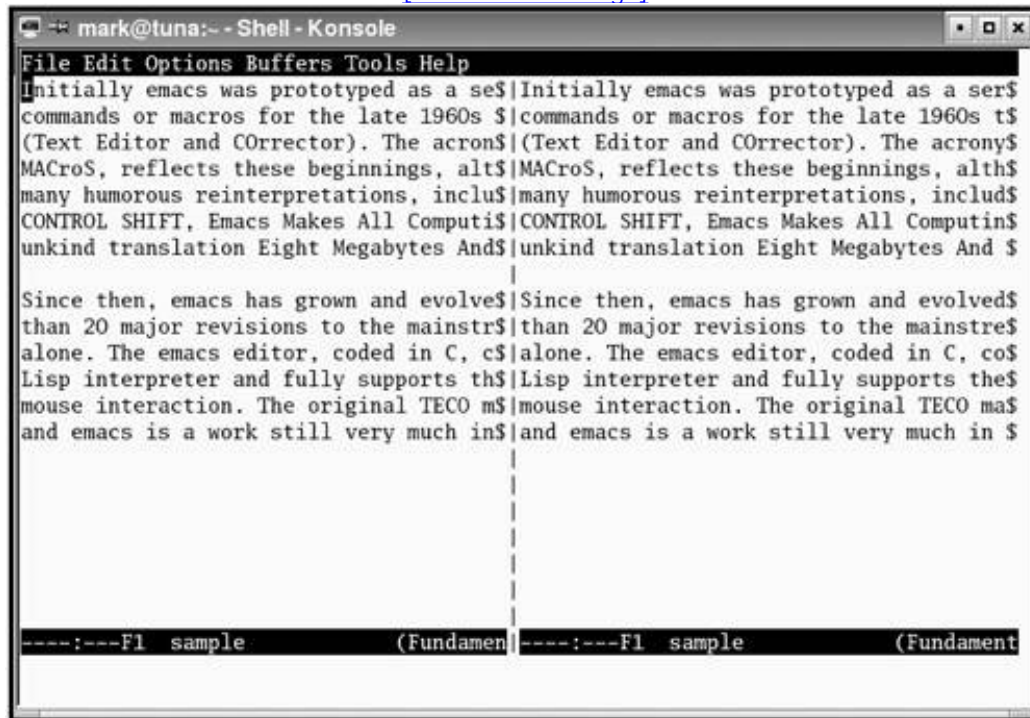 mark@tuna:~ - Shell - Konsole
File Edit Options Buffers Tools Help
Initially emacs was prototyped as a se$|Initially emacs was prototyped as a ser$
commands or macros for the late 1960s $|commands or macros for the late 1960s t$
(Text Editor and COrrector). The acron$|(Text Editor and COrrector). The acrony$
MACroS, reflects these beginnings, alt$|MACroS, reflects these beginnings, alth$
many humorous reinterpretations, inclu$|many humorous reinterpretations, includ$
CONTROL SHIFT, Emacs Makes All Computi$|CONTROL SHIFT, Emacs Makes All Computin$
unkind translation Eight Megabytes And$|unkind translation Eight Megabytes And $
Since then, emacs has grown and evolve$|Since then, emacs has grown and evolved$
than 20 major revisions to the mainstr$|than 20 major revisions to the mainstre$
alone. The emacs editor, coded in C, c$|alone. The emacs editor, coded in C, co$
Lisp interpreter and fully supports th$|Lisp interpreter and fully supports the$
mouse interaction. The original TECO m$|mouse interaction. The original TECO ma$
and emacs is a work still very much in$|and emacs is a work still very much in $
----:---F1  sample          (Fundamen|----:---F1  sample          (Fundament